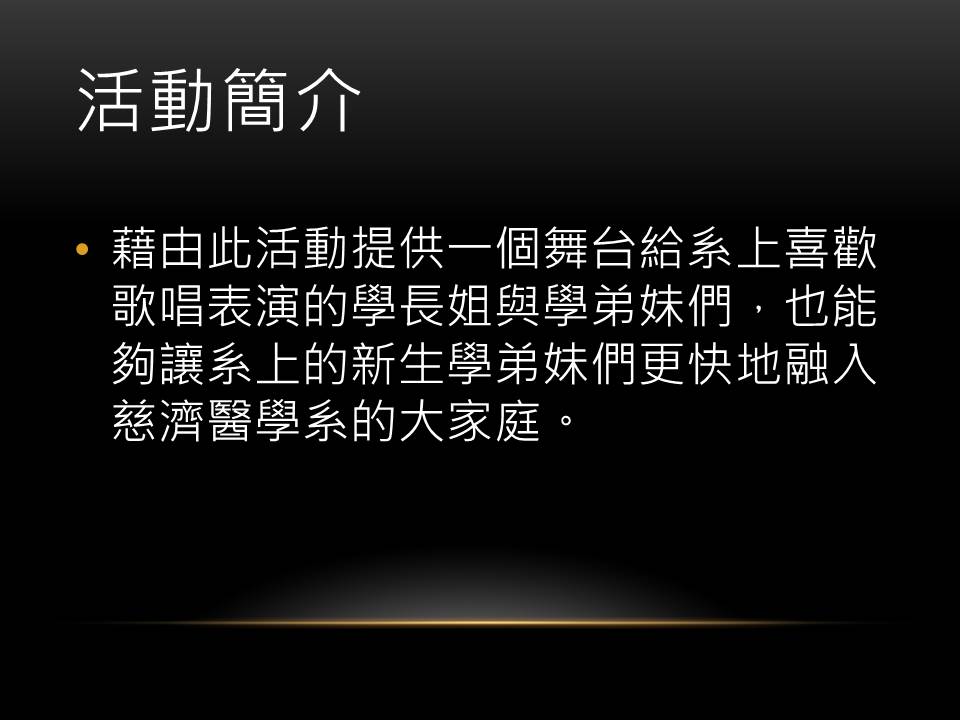 活動簡介
• 藉由此活動提供一個舞台給系上喜歡
歌唱表演的學長姐與學弟妹們，也能
夠讓系上的新生學弟妹們更快地融入
慈濟醫學系的大家庭。